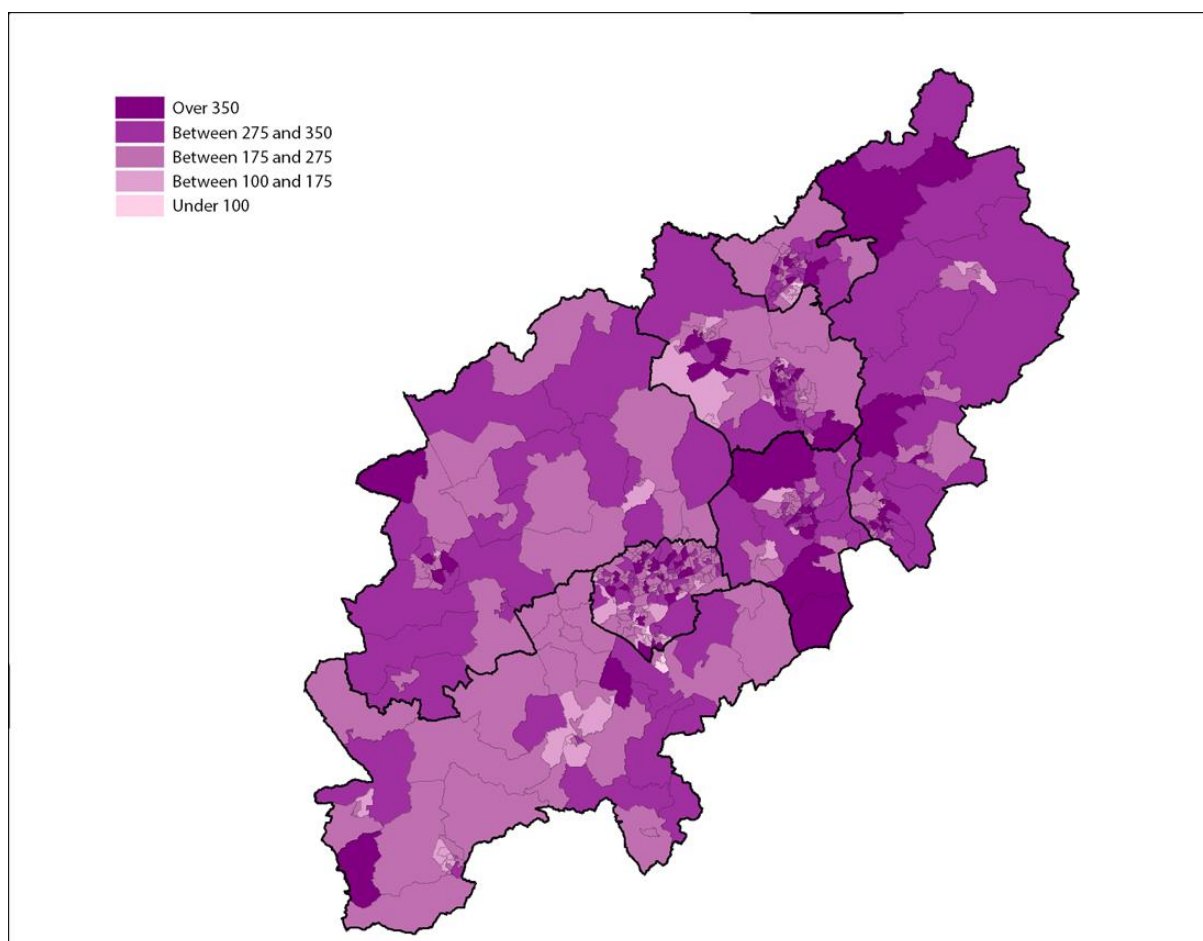 Over 350
Between 275 and 350
Between 175 and 275
Between 100 and 175
Under 100